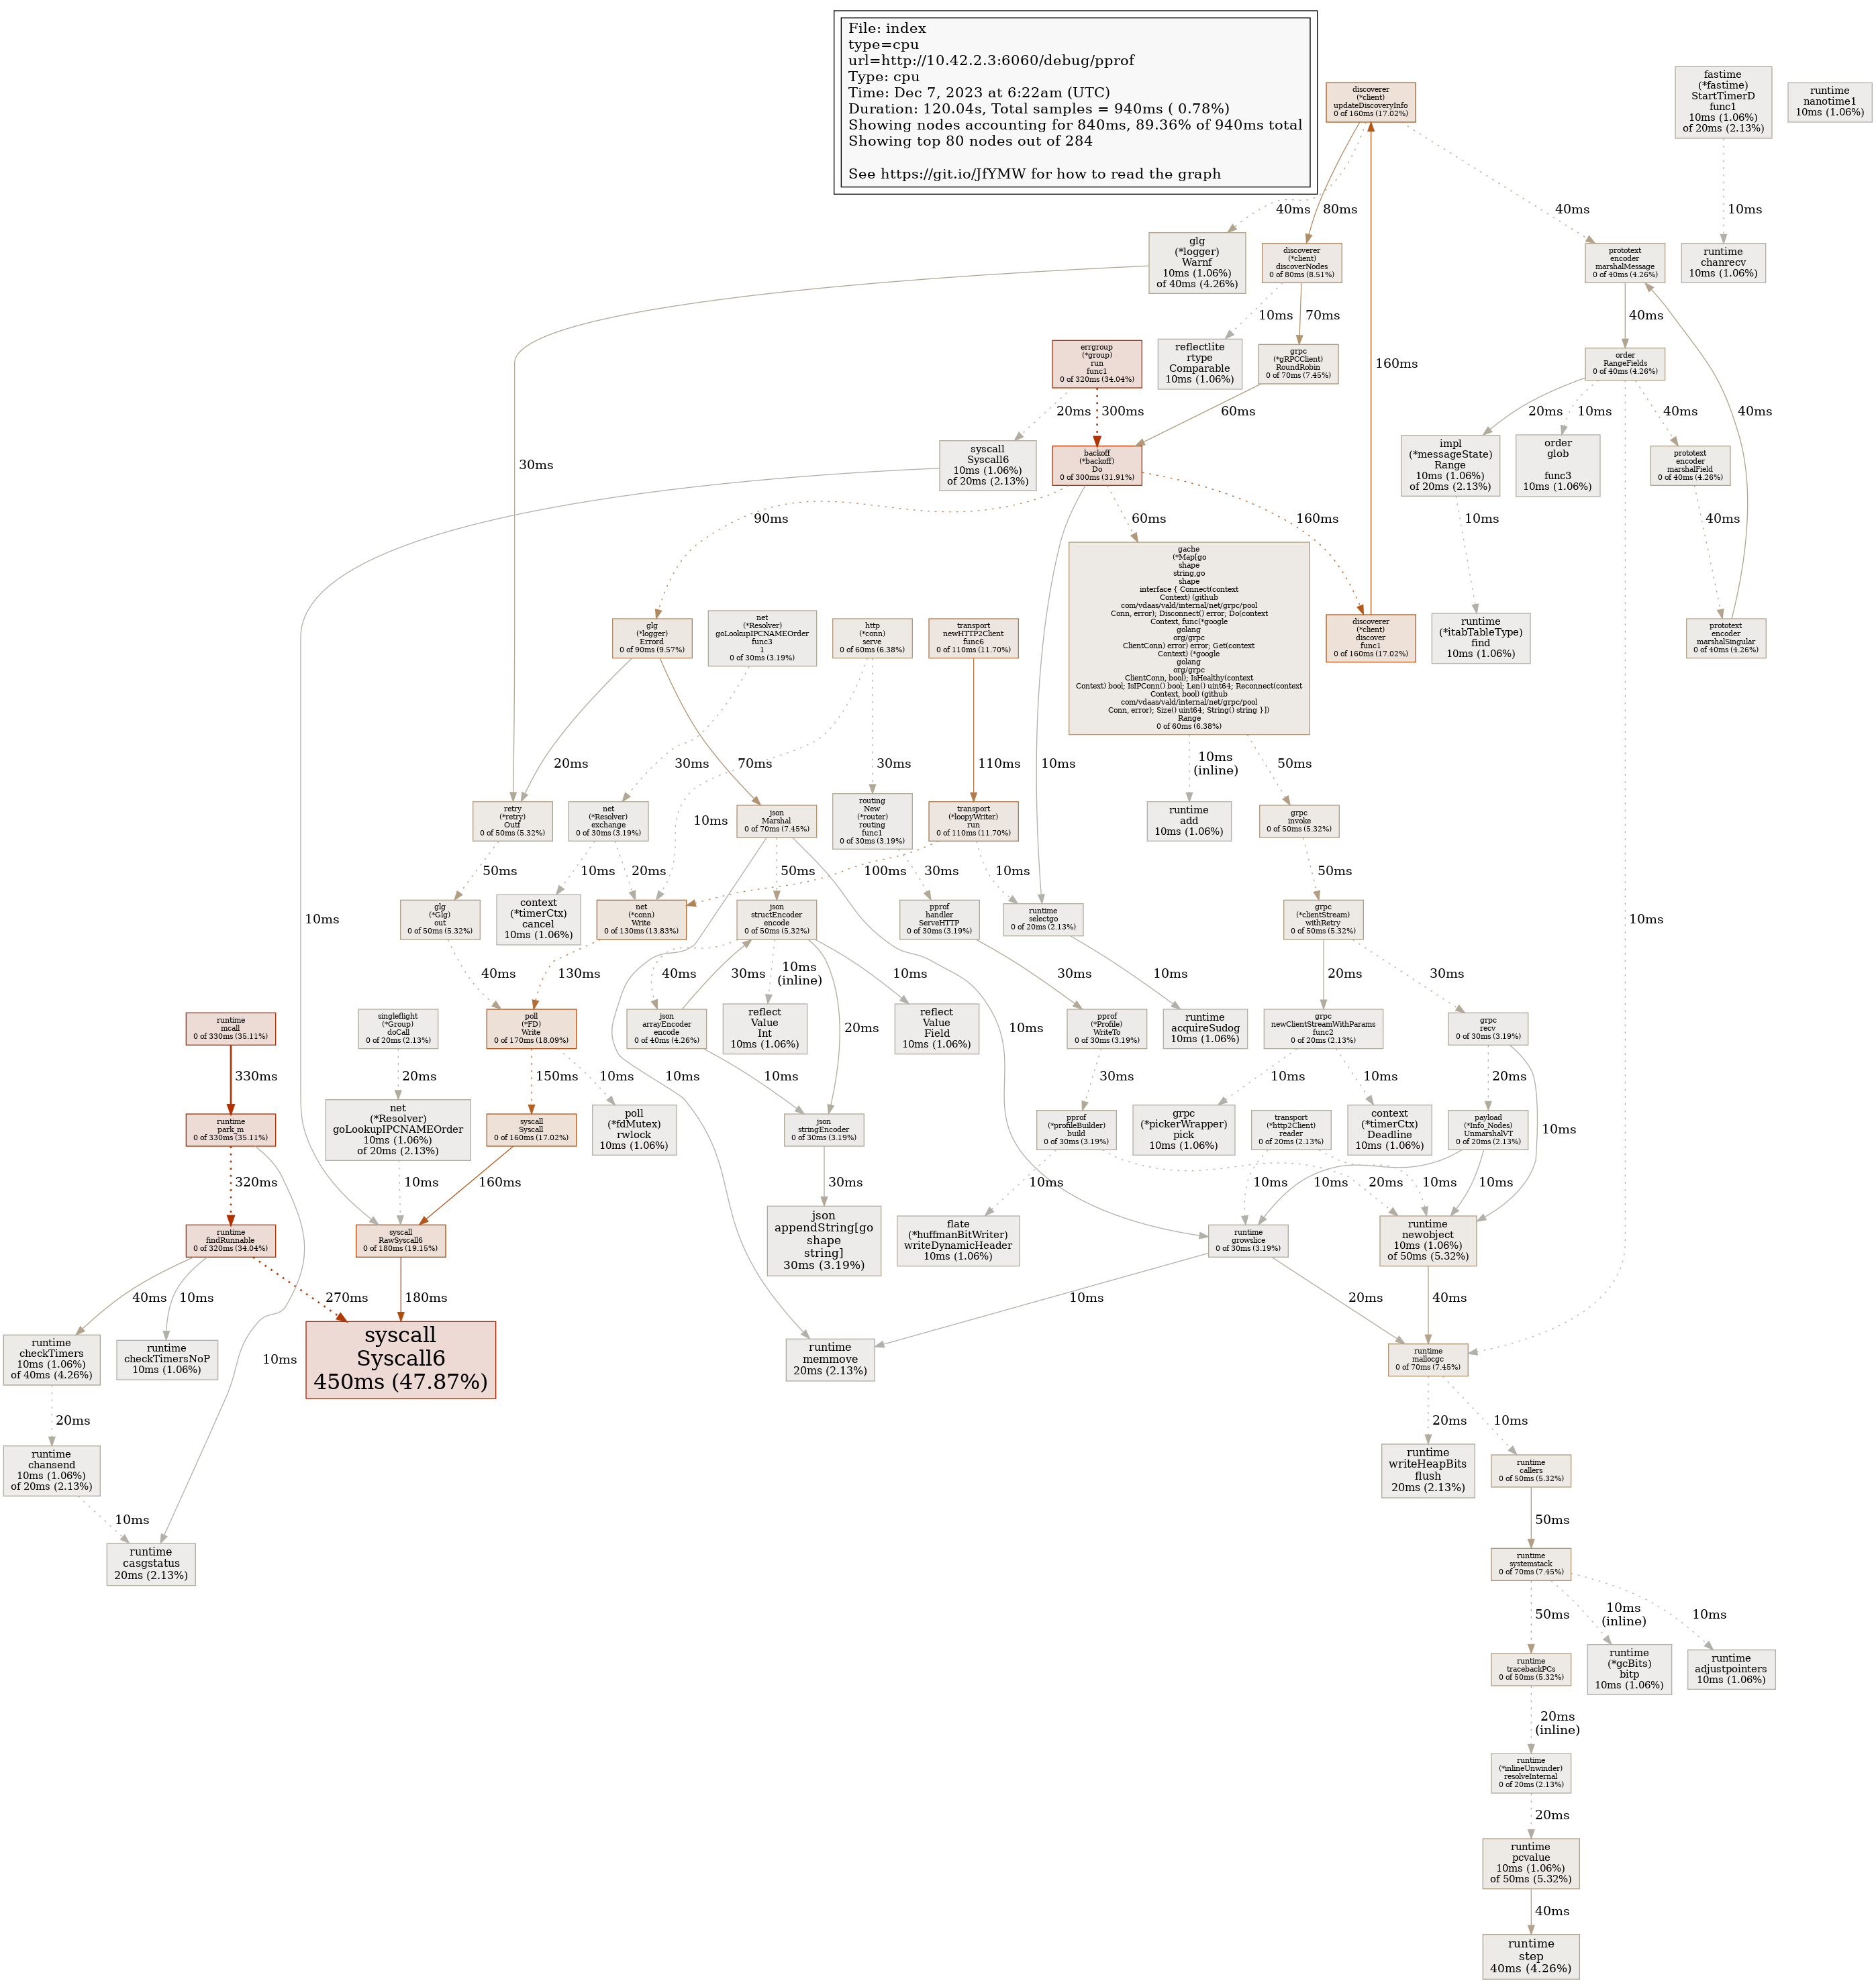 File: index
type=cpu
url=http://10.42.2.3:6060/debug/pprof
Type: cpu
Time: Dec 7, 2023 at 6:22am (UTC)
Duration: 120.04s, Total samples = 940ms ( 0.78%)
Showing nodes accounting for 840ms, 89.36% of 940ms total
Showing top 80 nodes out of 284
See https://git.io/JfYMW for how to read the graph
discoverer
(*client)
updateDiscoveryInfo
0 of 160ms (17.02%)
fastime
(*fastime)
StartTimerD
func1
10ms (1.06%)
of 20ms (2.13%)
runtime
nanotime1
10ms (1.06%)
40ms
80ms
40ms
10ms
glg
(*logger)
Warnf
10ms (1.06%)
of 40ms (4.26%)
discoverer
(*client)
discoverNodes
0 of 80ms (8.51%)
prototext
encoder
marshalMessage
0 of 40ms (4.26%)
runtime
chanrecv
10ms (1.06%)
10ms
70ms
40ms
errgroup
(*group)
run
func1
0 of 320ms (34.04%)
reflectlite
rtype
Comparable
10ms (1.06%)
grpc
(*gRPCClient)
RoundRobin
0 of 70ms (7.45%)
160ms
order
RangeFields
0 of 40ms (4.26%)
20ms
300ms
60ms
20ms
10ms
40ms
40ms
30ms
syscall
Syscall6
10ms (1.06%)
of 20ms (2.13%)
backoff
(*backoff)
Do
0 of 300ms (31.91%)
impl
(*messageState)
Range
10ms (1.06%)
of 20ms (2.13%)
order
glob
func3
10ms (1.06%)
prototext
encoder
marshalField
0 of 40ms (4.26%)
90ms
60ms
160ms
10ms
40ms
10ms
gache
(*Map[go
shape
string,go
shape
interface { Connect(context
Context) (github
com/vdaas/vald/internal/net/grpc/pool
Conn, error); Disconnect() error; Do(context
Context, func(*google
golang
org/grpc
ClientConn) error) error; Get(context
Context) (*google
golang
org/grpc
ClientConn, bool); IsHealthy(context
Context) bool; IsIPConn() bool; Len() uint64; Reconnect(context
Context, bool) (github
com/vdaas/vald/internal/net/grpc/pool
Conn, error); Size() uint64; String() string }])
Range
0 of 60ms (6.38%)
glg
(*logger)
Errord
0 of 90ms (9.57%)
net
(*Resolver)
goLookupIPCNAMEOrder
func3
1
0 of 30ms (3.19%)
http
(*conn)
serve
0 of 60ms (6.38%)
transport
newHTTP2Client
func6
0 of 110ms (11.70%)
discoverer
(*client)
discover
func1
0 of 160ms (17.02%)
runtime
(*itabTableType)
find
10ms (1.06%)
prototext
encoder
marshalSingular
0 of 40ms (4.26%)
20ms
30ms
70ms
10ms
30ms
110ms
10ms
10ms
(inline)
50ms
retry
(*retry)
Outf
0 of 50ms (5.32%)
net
(*Resolver)
exchange
0 of 30ms (3.19%)
json
Marshal
0 of 70ms (7.45%)
routing
New
(*router)
routing
func1
0 of 30ms (3.19%)
transport
(*loopyWriter)
run
0 of 110ms (11.70%)
runtime
add
10ms (1.06%)
grpc
invoke
0 of 50ms (5.32%)
50ms
10ms
20ms
50ms
100ms
30ms
10ms
50ms
10ms
10ms
glg
(*Glg)
out
0 of 50ms (5.32%)
context
(*timerCtx)
cancel
10ms (1.06%)
net
(*conn)
Write
0 of 130ms (13.83%)
json
structEncoder
encode
0 of 50ms (5.32%)
pprof
handler
ServeHTTP
0 of 30ms (3.19%)
runtime
selectgo
0 of 20ms (2.13%)
grpc
(*clientStream)
withRetry
0 of 50ms (5.32%)
40ms
130ms
40ms
30ms
10ms
(inline)
20ms
10ms
10ms
30ms
10ms
20ms
30ms
runtime
mcall
0 of 330ms (35.11%)
singleflight
(*Group)
doCall
0 of 20ms (2.13%)
poll
(*FD)
Write
0 of 170ms (18.09%)
json
arrayEncoder
encode
0 of 40ms (4.26%)
reflect
Value
Int
10ms (1.06%)
reflect
Value
Field
10ms (1.06%)
pprof
(*Profile)
WriteTo
0 of 30ms (3.19%)
runtime
acquireSudog
10ms (1.06%)
grpc
newClientStreamWithParams
func2
0 of 20ms (2.13%)
grpc
recv
0 of 30ms (3.19%)
330ms
20ms
150ms
10ms
10ms
10ms
30ms
10ms
10ms
20ms
10ms
runtime
park_m
0 of 330ms (35.11%)
net
(*Resolver)
goLookupIPCNAMEOrder
10ms (1.06%)
of 20ms (2.13%)
syscall
Syscall
0 of 160ms (17.02%)
poll
(*fdMutex)
rwlock
10ms (1.06%)
json
stringEncoder
0 of 30ms (3.19%)
pprof
(*profileBuilder)
build
0 of 30ms (3.19%)
grpc
(*pickerWrapper)
pick
10ms (1.06%)
transport
(*http2Client)
reader
0 of 20ms (2.13%)
context
(*timerCtx)
Deadline
10ms (1.06%)
payload
(*Info_Nodes)
UnmarshalVT
0 of 20ms (2.13%)
320ms
10ms
160ms
30ms
10ms
20ms
10ms
10ms
10ms
10ms
runtime
findRunnable
0 of 320ms (34.04%)
syscall
RawSyscall6
0 of 180ms (19.15%)
json
appendString[go
shape
string]
30ms (3.19%)
flate
(*huffmanBitWriter)
writeDynamicHeader
10ms (1.06%)
runtime
growslice
0 of 30ms (3.19%)
runtime
newobject
10ms (1.06%)
of 50ms (5.32%)
40ms
10ms
270ms
180ms
10ms
10ms
20ms
40ms
runtime
checkTimers
10ms (1.06%)
of 40ms (4.26%)
runtime
checkTimersNoP
10ms (1.06%)
syscall
Syscall6
450ms (47.87%)
runtime
memmove
20ms (2.13%)
runtime
mallocgc
0 of 70ms (7.45%)
20ms
20ms
10ms
runtime
chansend
10ms (1.06%)
of 20ms (2.13%)
runtime
writeHeapBits
flush
20ms (2.13%)
runtime
callers
0 of 50ms (5.32%)
10ms
50ms
runtime
casgstatus
20ms (2.13%)
runtime
systemstack
0 of 70ms (7.45%)
50ms
10ms
(inline)
10ms
runtime
tracebackPCs
0 of 50ms (5.32%)
runtime
(*gcBits)
bitp
10ms (1.06%)
runtime
adjustpointers
10ms (1.06%)
20ms
(inline)
runtime
(*inlineUnwinder)
resolveInternal
0 of 20ms (2.13%)
20ms
runtime
pcvalue
10ms (1.06%)
of 50ms (5.32%)
40ms
runtime
step
40ms (4.26%)